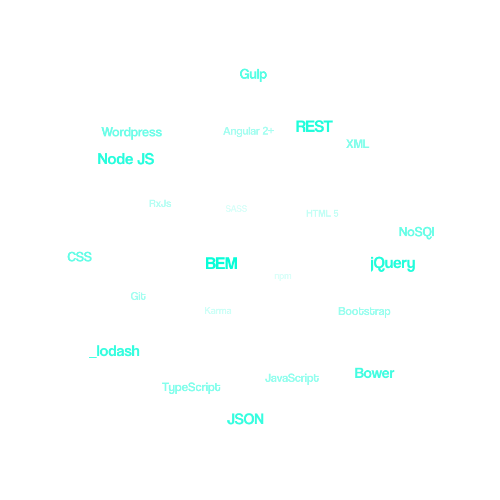 Gulp
REST
Angular 2+
Wordpress
XML
Node JS
RxJs
SASS
HTML 5
NoSQl
CSS
BEM
jQuery
npm
Git
Karma
Bootstrap
_lodash
Bower
JavaScript
TypeScript
JSON